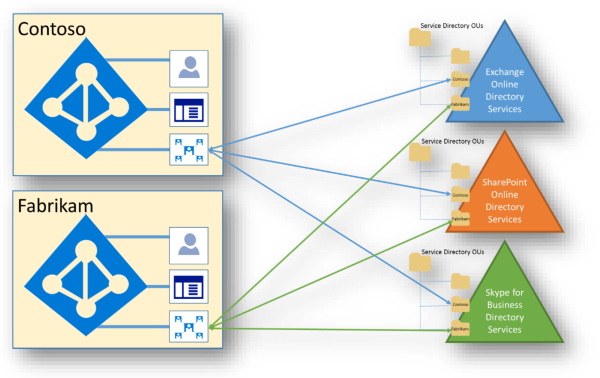 Contoso
Fabrikam
Service Directory OUs
Contoso
Fabrikam
Exchange
Online
Directory
Services
Service Directory OUs
Contoso
Fabrikam
SharePoint
Online
Directory
Services
Service Directory OUs
Contoso
Fabrikam
Skype for
Business
Directory
Services